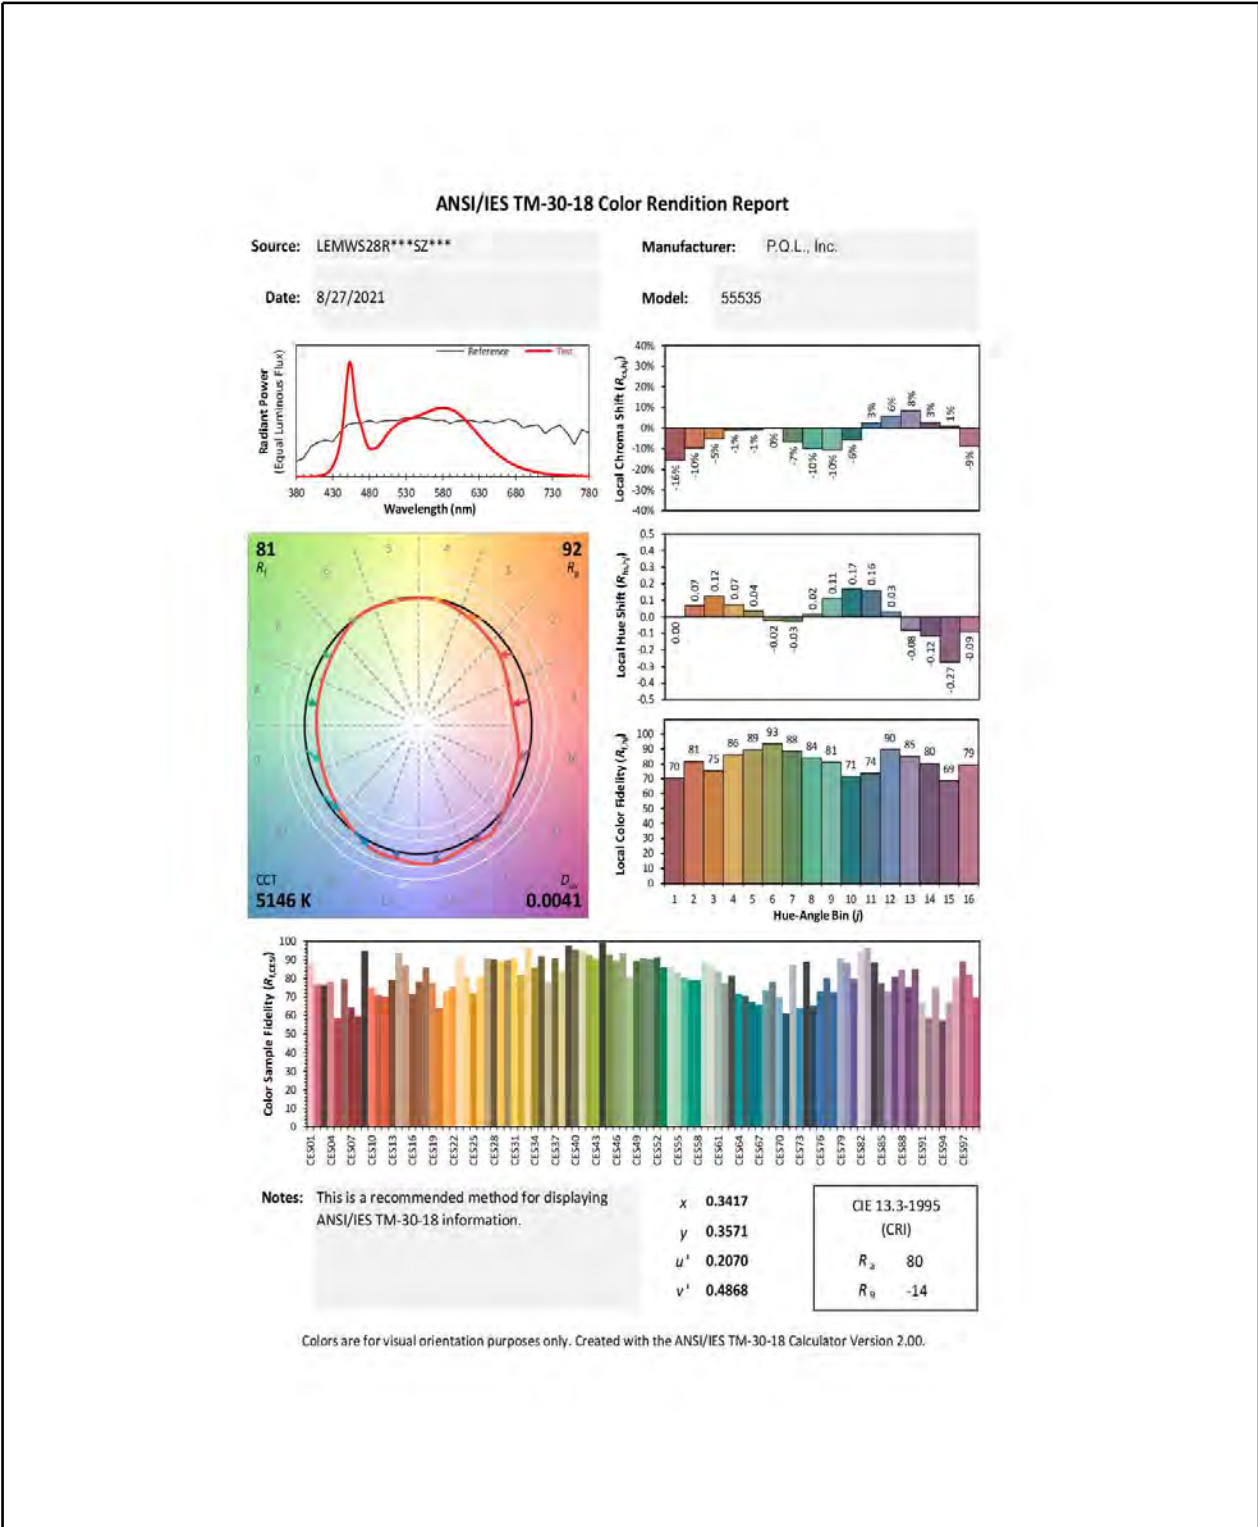 ANSI/IES TM-30-18 Color Rendition Report
Source: LEMWS28R***SZ***
Manufacturer: P.Q.L., Inc.
Date: 8/27/2021
Model: 55535
Radiant Power
(Equal Luminous Flux)
Reference Test
380 430 480 530 580 630 680 730 780
Wavelength (nm)
Local Chroma Shift (Rcs,hj)
40%
30%
20%
10%
0%
-10%
-20%
-30%
-40%
-16% -10% -5% -1% -1% 0% -7% -10% -10% -6% 3% 6% 8% 3% 1% -9%
81
Rf
92
Rg
CCT
5146 K
Duv
0.0041
Local Hue Shift (Rhs,hj)
0.5
0.4
0.3
0.2
0.1
0.0
-0.1
-0.2
-0.3
-0.4
-0.5
0.00 0.07 0.12 0.07 0.04 -0.02 -0.03 0.02 0.11 0.17 0.16 0.03 -0.08 -0.12 -0.27 -0.09
Local Color Fidelity (Rf,hj)
100
90
80
70
60
50
40
30
20
10
0
70 81 75 86 89 93 88 84 81 71 74 90 85 80 69 79
1 2 3 4 5 6 7 8 9 10 11 12 13 14 15 16
Hue-Angle Bin (j)
Color Sample Fidelity (Rf,CESi)
100
90
80
70
60
50
40
30
20
10
0
CES01 CES04 CES07 CES10 CES13 CES16 CES19 CES22 CES25 CES28 CES31 CES34 CES37 CES40 CES43 CES46 CES49 CES52 CES55 CES58 CES61 CES64 CES67 CES70 CES73 CES76 CES79 CES82 CES85 CES88 CES91 CES94 CES97
Notes: This is a recommended method for displaying
ANSI/IES TM-30-18 information.
x 0.3417
y 0.3571
u' 0.2070
v' 0.4868
CIE 13.3-1995
(CRI)
Ra 80
R9 -14
Colors are for visual orientation purposes only. Created with the ANSI/IES TM-30-18 Calculator Version 2.00.